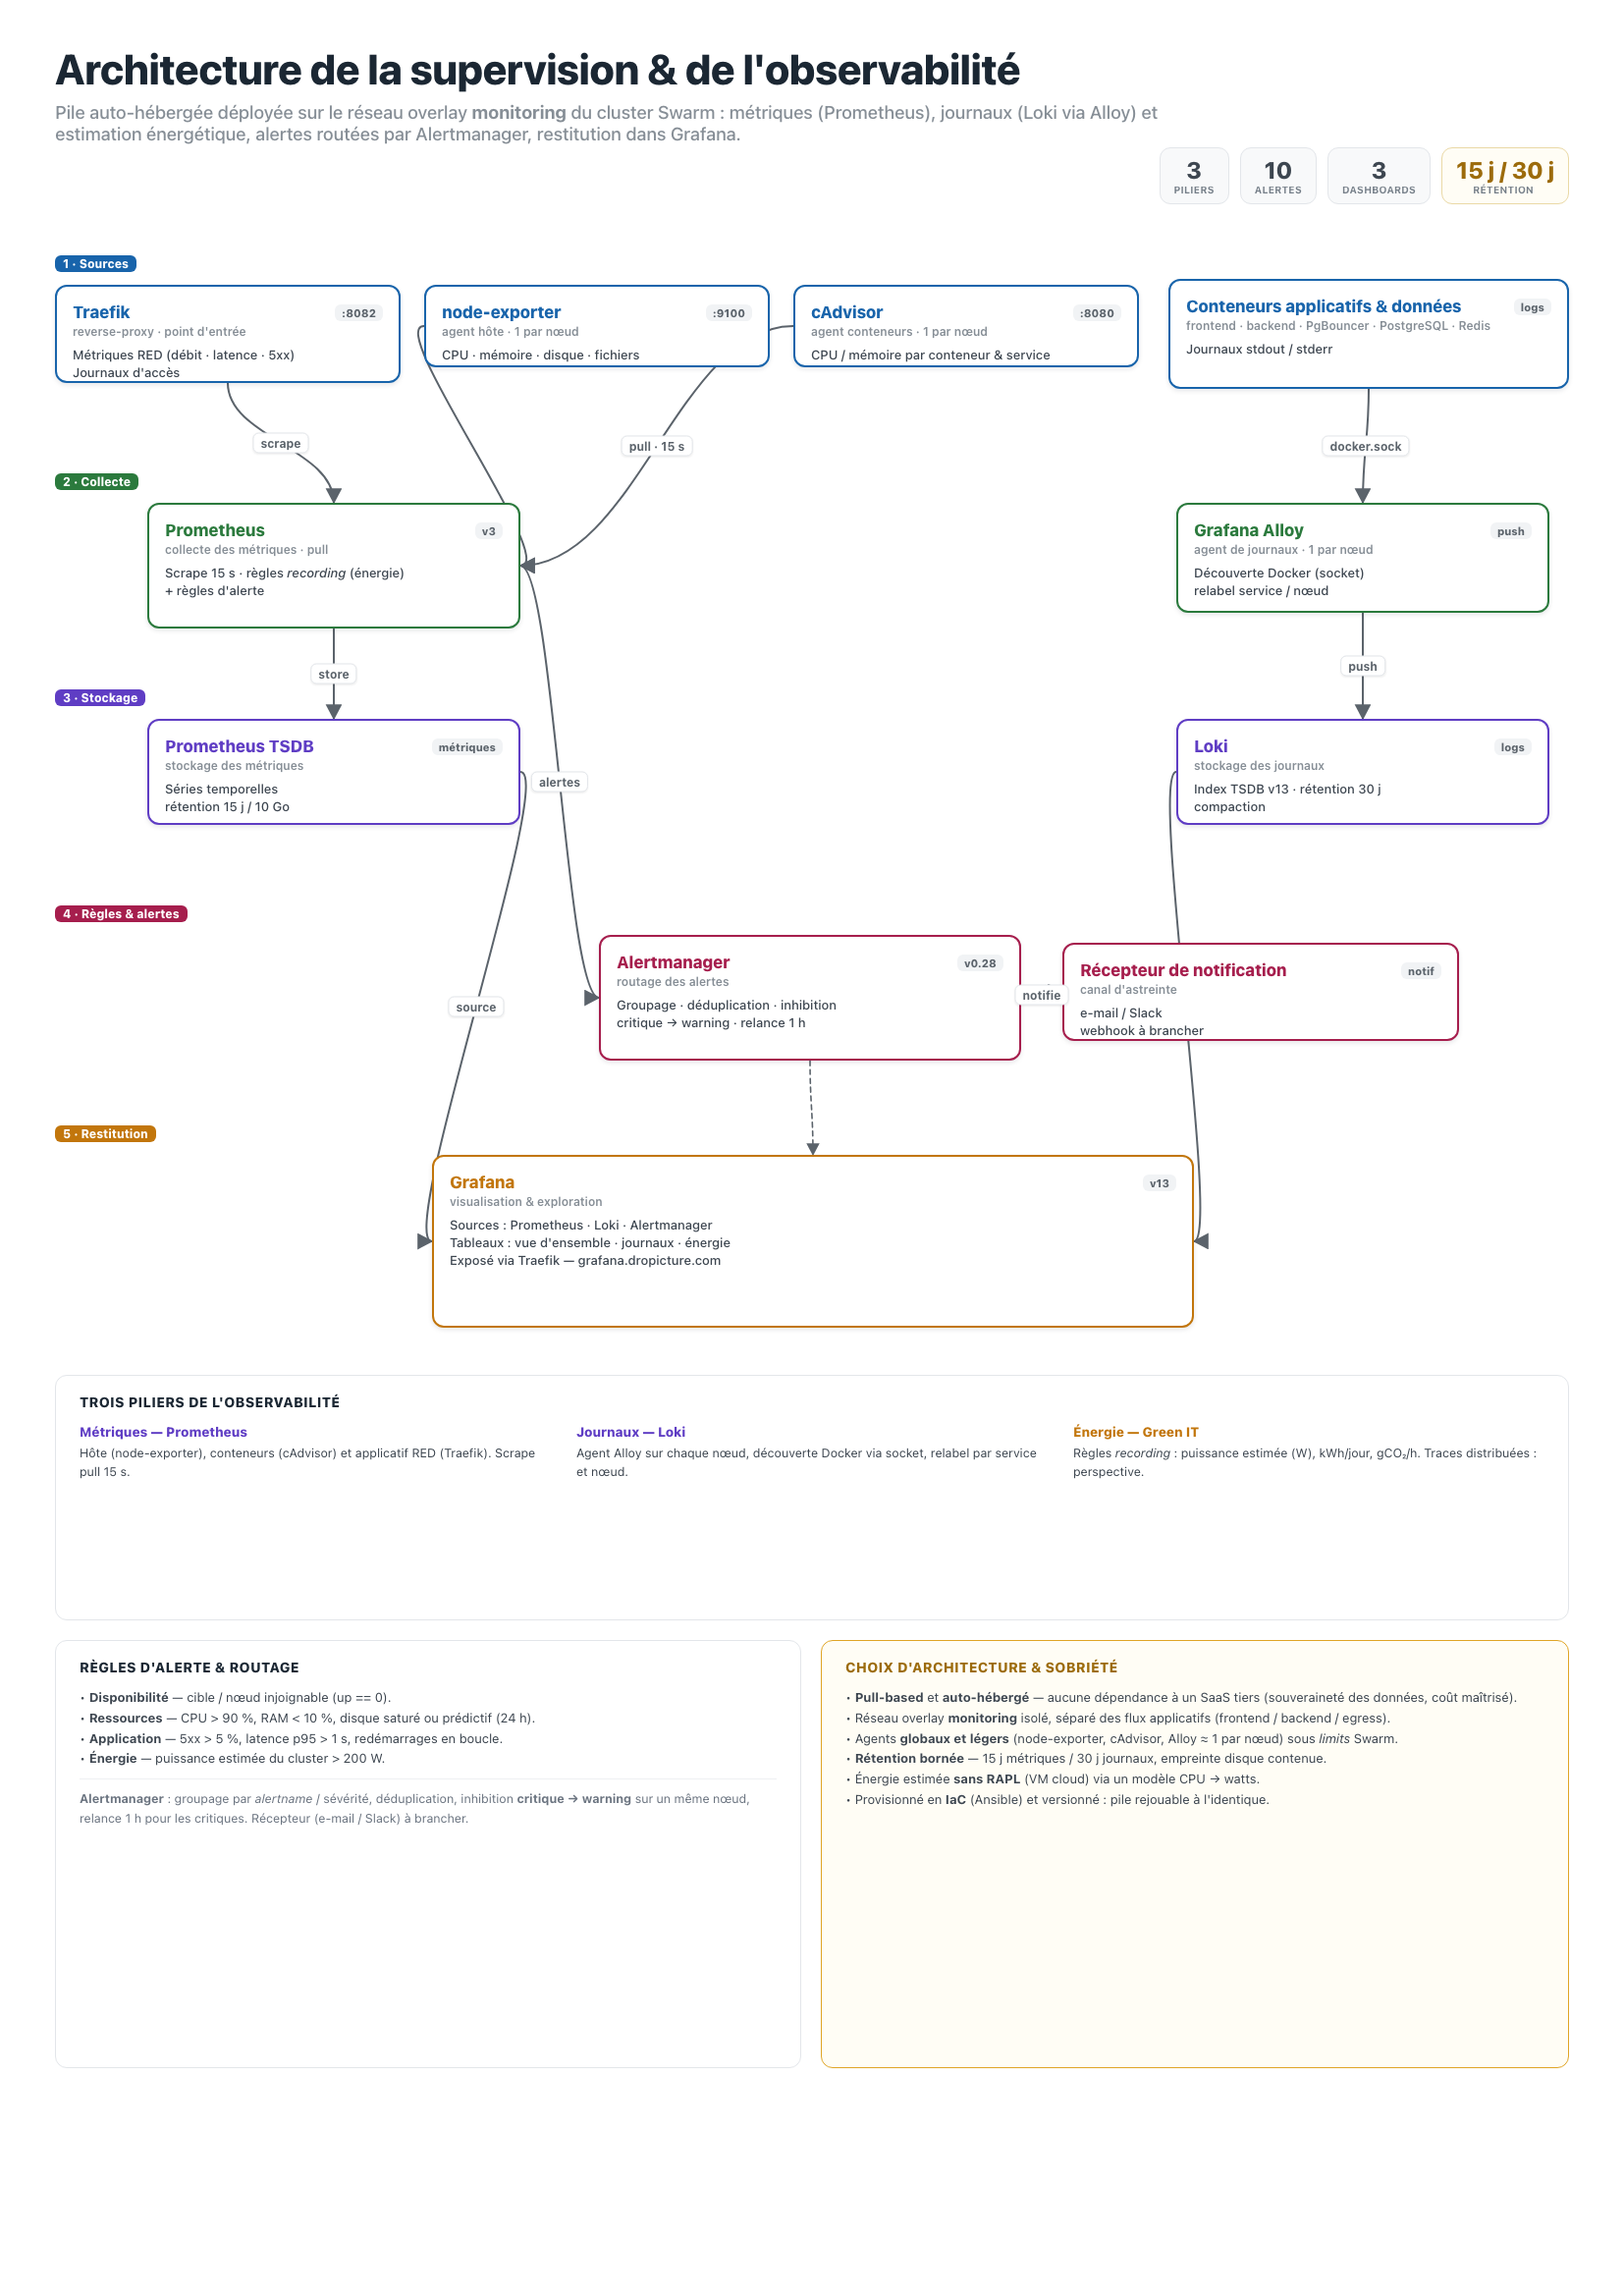 Architecture de la supervision & de l'observabilité
Pile auto-hébergée déployée sur le réseau overlay monitoring du cluster Swarm : métriques (Prometheus), journaux (Loki via Alloy) et
estimation énergétique, alertes routées par Alertmanager, restitution dans Grafana.
3
PILIERS
10
ALERTES
3
DASHBOARDS
15 j / 30 j
RÉTENTION
1 · Sources
Traefik
:8082
reverse-proxy · point d'entrée
Métriques RED (débit · latence · 5xx)
Journaux d'accès
node-exporter
:9100
agent hôte · 1 par nœud
CPU · mémoire · disque · fichiers
cAdvisor
:8080
agent conteneurs · 1 par nœud
CPU / mémoire par conteneur & service
Conteneurs applicatifs & données
logs
frontend · backend · PgBouncer · PostgreSQL · Redis
Journaux stdout / stderr
scrape
pull · 15 s
docker.sock
2 · Collecte
Prometheus
v3
collecte des métriques · pull
Scrape 15 s · règles recording (énergie)
+ règles d'alerte
Grafana Alloy
push
agent de journaux · 1 par nœud
Découverte Docker (socket)
relabel service / nœud
store
push
3 · Stockage
Prometheus TSDB
métriques
stockage des métriques
Séries temporelles
rétention 15 j / 10 Go
alertes
Loki
logs
stockage des journaux
Index TSDB v13 · rétention 30 j
compaction
4 · Règles & alertes
Alertmanager
v0.28
routage des alertes
Groupage · déduplication · inhibition
critique → warning · relance 1 h
notifie
Récepteur de notification
notif
canal d'astreinte
e-mail / Slack
webhook à brancher
source
5 · Restitution
Grafana
v13
visualisation & exploration
Sources : Prometheus · Loki · Alertmanager
Tableaux : vue d'ensemble · journaux · énergie
Exposé via Traefik — grafana.dropicture.com
TROIS PILIERS DE L'OBSERVABILITÉ
Métriques — Prometheus
Hôte (node-exporter), conteneurs (cAdvisor) et applicatif RED (Traefik). Scrape
pull 15 s.
Journaux — Loki
Agent Alloy sur chaque nœud, découverte Docker via socket, relabel par service
et nœud.
Énergie — Green IT
Règles recording : puissance estimée (W), kWh/jour, gCO₂/h. Traces distribuées :
perspective.
RÈGLES D'ALERTE & ROUTAGE
• Disponibilité — cible / nœud injoignable (up == 0).
• Ressources — CPU > 90 %, RAM < 10 %, disque saturé ou prédictif (24 h).
• Application — 5xx > 5 %, latence p95 > 1 s, redémarrages en boucle.
• Énergie — puissance estimée du cluster > 200 W.
Alertmanager : groupage par alertname / sévérité, déduplication, inhibition critique → warning sur un même nœud,
relance 1 h pour les critiques. Récepteur (e-mail / Slack) à brancher.
CHOIX D'ARCHITECTURE & SOBRIÉTÉ
• Pull-based et auto-hébergé — aucune dépendance à un SaaS tiers (souveraineté des données, coût maîtrisé).
• Réseau overlay monitoring isolé, séparé des flux applicatifs (frontend / backend / egress).
• Agents globaux et légers (node-exporter, cAdvisor, Alloy ≈ 1 par nœud) sous limits Swarm.
• Rétention bornée — 15 j métriques / 30 j journaux, empreinte disque contenue.
• Énergie estimée sans RAPL (VM cloud) via un modèle CPU → watts.
• Provisionné en IaC (Ansible) et versionné : pile rejouable à l'identique.